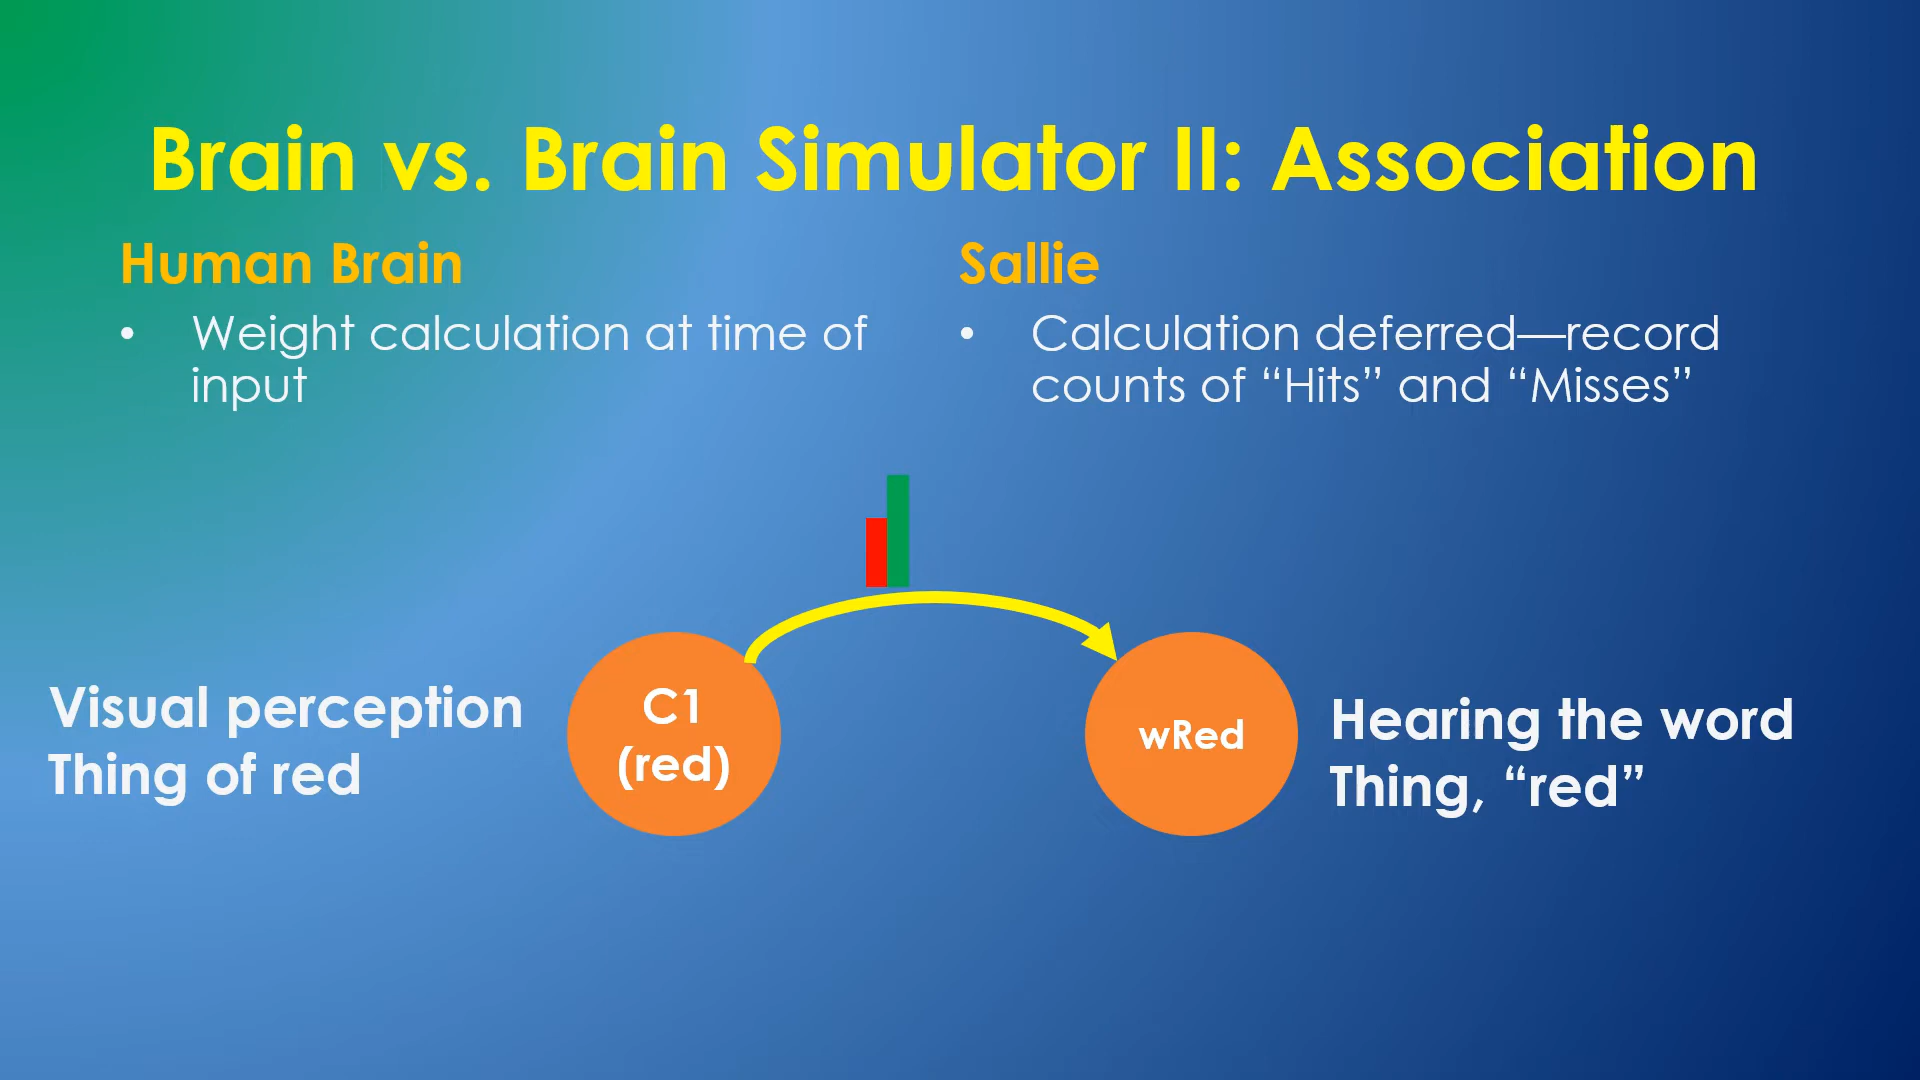 Brain vs. Brain Simulator II: Association
Human Brain
• Weight calculation at time of
input
Sallie
• Calculation deferred—record
counts of “Hits” and “Misses”
Visual perception
Thing of red
C1
(red)
wRed
Hearing the word
Thing, “red”